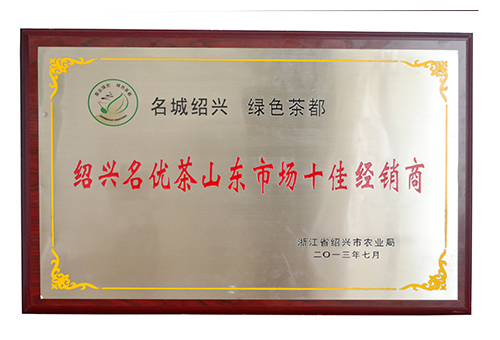 名城绍兴 绿色茶都
绍兴名优茶山东市场十佳经销商
浙江省绍兴市农业局
二〇一三年七月